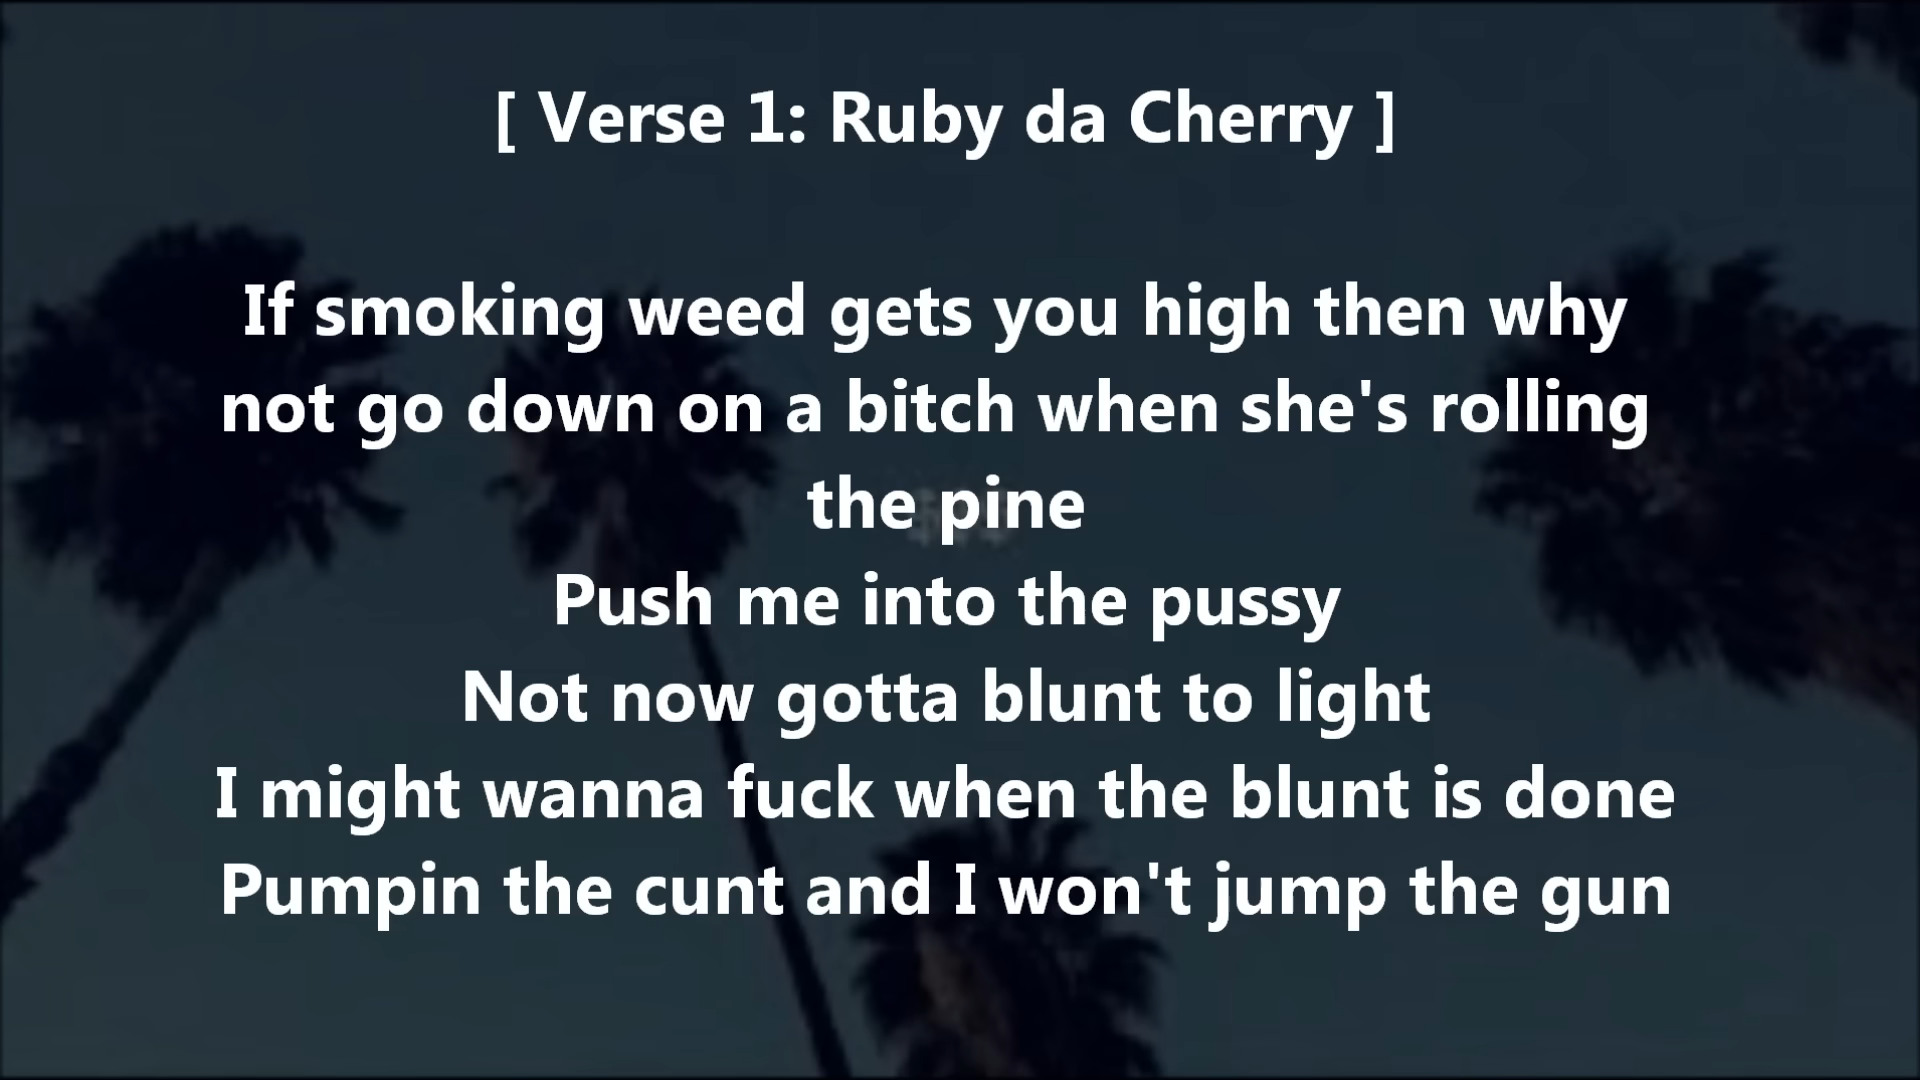 [ Verse 1: Ruby da Cherry ]
If smoking weed gets you high then why
not go down on a bitch when she's rolling
the pine
Push me into the pussy
Not now gotta blunt to light
I might wanna fuck when the blunt is done
Pumpin the cunt and I won't jump the gun